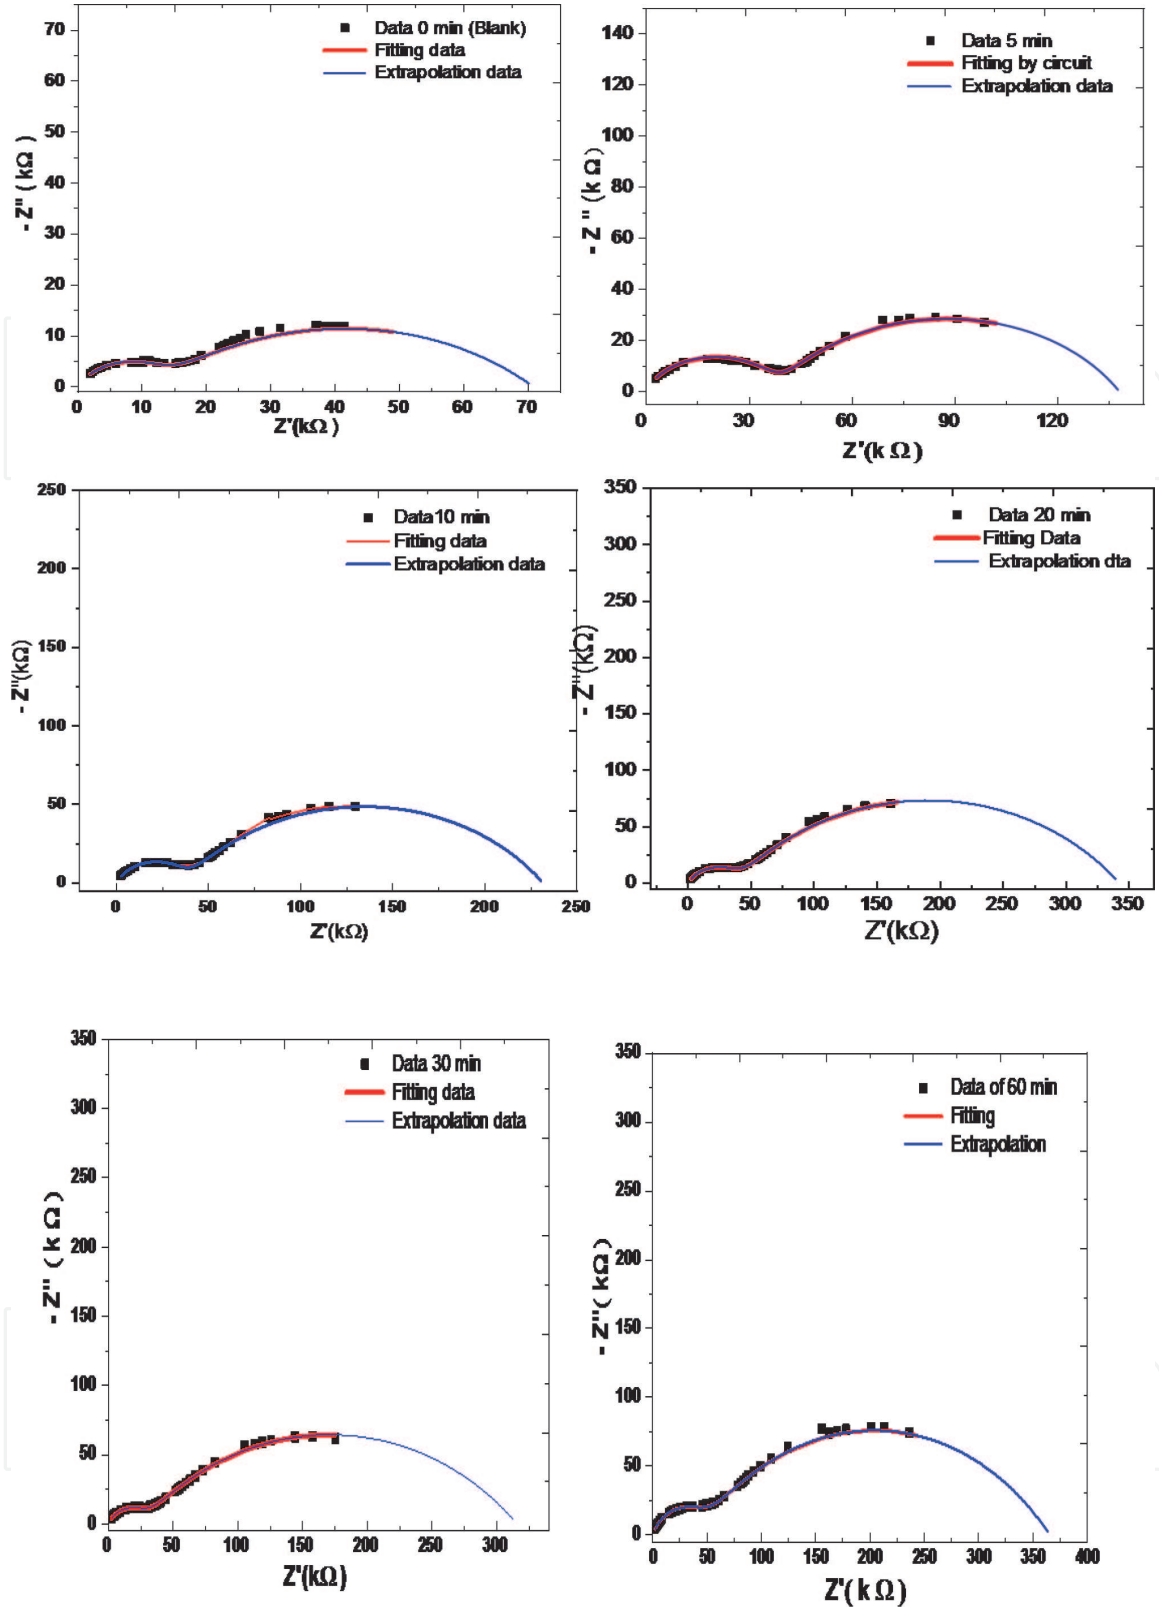 Data 0 min (Blank)
Fitting data
Extrapolation data
75
70
60
50
40
30
20
10
0
- Z'' ( kΩ )
0 10 20 30 40 50 60 70
Z'(kΩ)
Data 5 min
Fitting by circuit
Extrapolation data
140
120
100
80
60
40
20
0
- Z '' (k Ω )
0 30 60 90 120
Z'(k Ω )
Data10 min
Fitting data
Extrapolation data
250
200
150
100
50
0
- Z''(kΩ)
0 50 100 150 200 250
Z'(kΩ)
Data 20 min
Fitting Data
Extrapolation dta
350
300
250
200
150
100
50
0
- Z''(kΩ)
0 50 100 150 200 250 300 350
Z'(kΩ)
Data 30 min
Fitting data
Extrapolation data
350
300
250
200
150
100
50
0
- Z'' ( k Ω )
0 50 100 150 200 250 300
Z'(kΩ)
Data of 60 min
Fitting
Extrapolation
350
300
250
200
150
100
50
0
- Z''( kΩ )
0 50 100 150 200 250 300 350 400
Z'( k Ω )